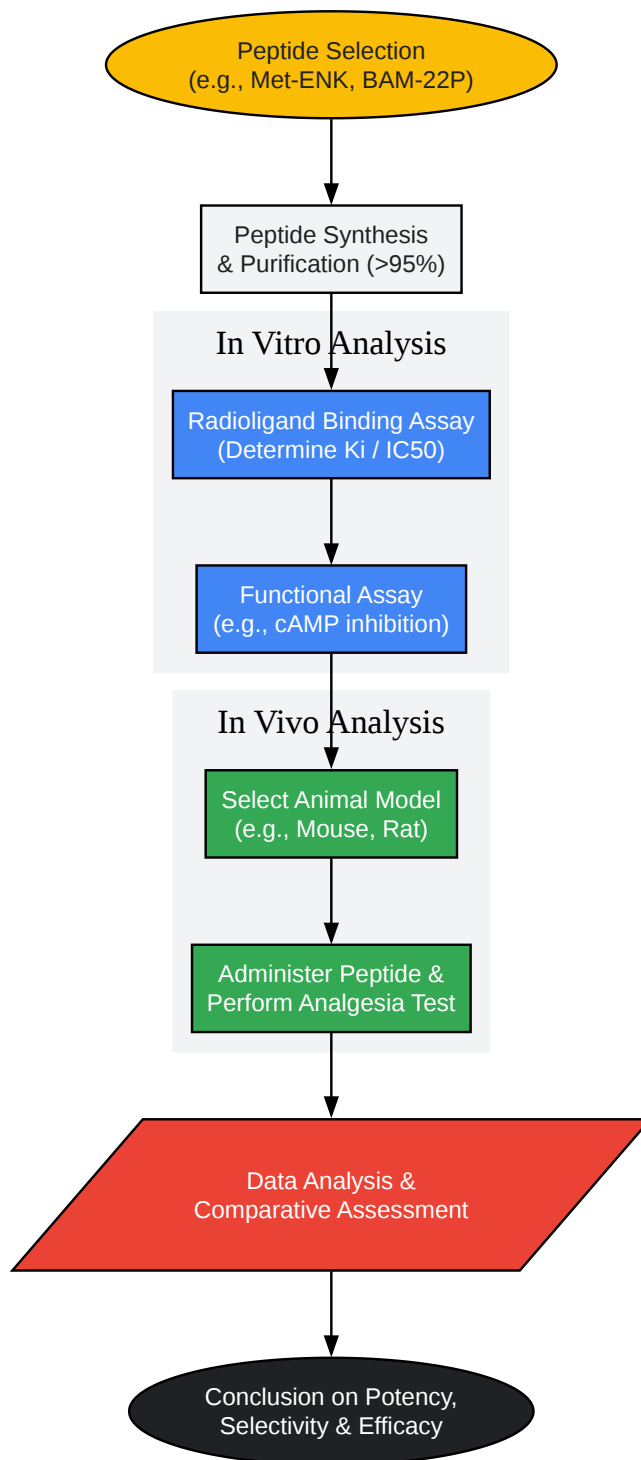 Peptide Selection
(e.g., Met-ENK, BAM-22P)
Peptide Synthesis
& Purification (>95%)
In Vitro Analysis
Radioligand Binding Assay
(Determine Ki / IC50)
Functional Assay
(e.g., cAMP inhibition)
In Vivo Analysis
Select Animal Model
(e.g., Mouse, Rat)
Administer Peptide &
Perform Analgesia Test
Data Analysis &
Comparative Assessment
Conclusion on Potency,
Selectivity & Efficacy